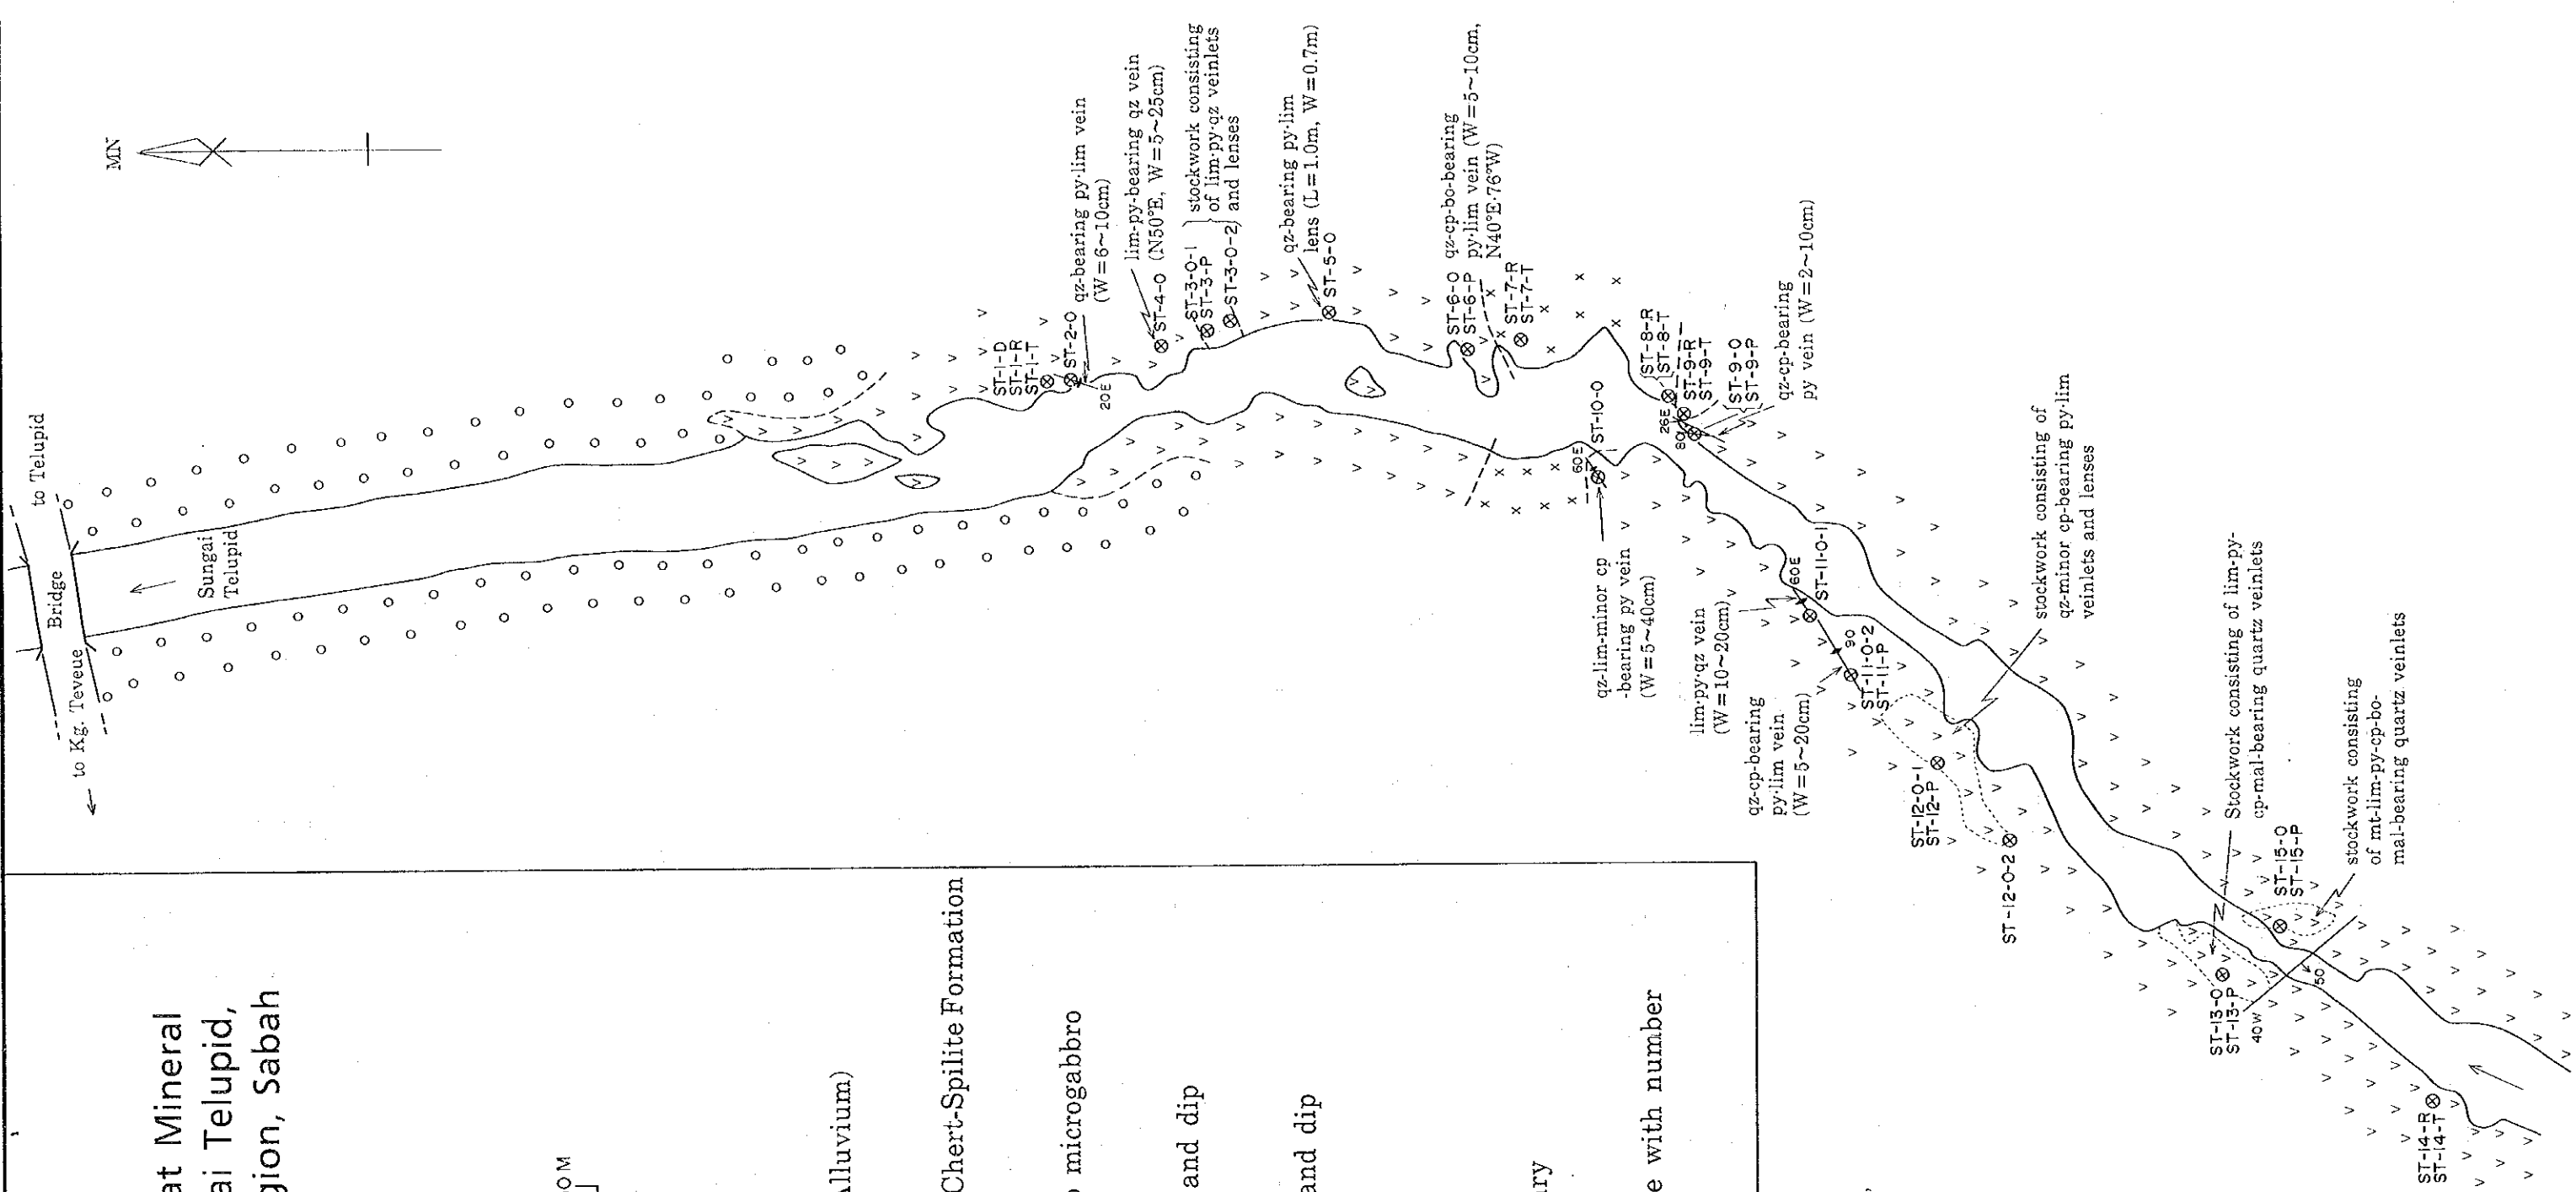 at Mineral
ai Telupid,
gion, Sabah
Alluvium)
Chert-Spilite Formation
microgabbro
and dip
and dip
ary
e with number
MN
to Telupid
Bridge
to Kg. Teveue
Sungai
Telupid
ST-1-D
ST-1-R
ST-1-T
ST-2-O
qz-bearing py·lim vein
(W=6~10cm)
20E
lim-py-bearing qz vein
(N50°E, W=5~25cm)
ST-4-O
ST-3-O-1
ST-3-P
ST-3-O-2
stockwork consisting
of lim·py·qz veinlets
and lenses
qz-bearing py·lim
lens (L=1.0m, W=0.7m)
ST-5-O
ST-6-O
ST-6-P
qz-cp-bo-bearing
py·lim vein (W=5~10cm,
N40°E·76°W)
ST-7-R
ST-7-T
ST-8-R
ST-8-T
ST-9-R
ST-9-T
ST-9-O
ST-9-P
26E
80
qz-cp-bearing
py vein (W=2~10cm)
ST-10-O
60E
qz-lim-minor cp
-bearing py vein
(W=5~40cm)
lim·py·qz vein
(W=10~20cm)
60E
ST-11-O-1
90
ST-11-O-2
ST-11-P
qz-cp-bearing
py·lim vein
(W=5~20cm)
stockwork consisting of
qz-minor cp-bearing py·lim
veinlets and lenses
ST-12-O-1
ST-12-P
ST-12-O-2
Stockwork consisting of lim-py-
cp-mal-bearing quartz veinlets
ST-13-O
ST-13-P
40W
ST-15-O
ST-15-P
stockwork consisting
of mt-lim-py-cp-bo-
mal-bearing quartz veinlets
50
ST-14-R
ST-14-T